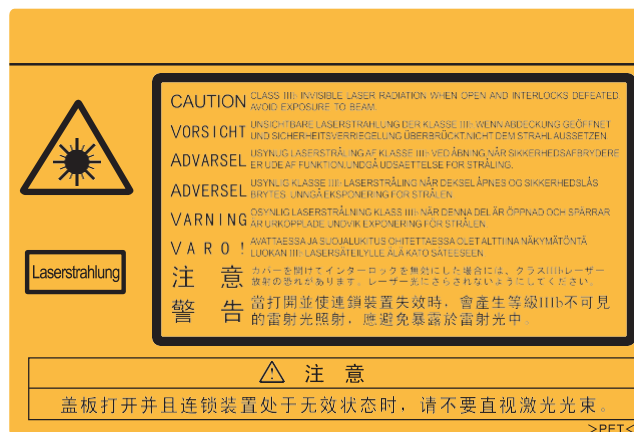 CAUTION CLASS IIIb INVISIBLE LASER RADIATION WHEN OPEN AND INTERLOCKS DEFEATED
AVOID EXPOSURE TO BEAM.
VORSICHT UNSICHTBARE LASERSTRAHLUNG DER KLASSE IIIb WENN ABDECKUNG GEÖFFNET
UND SICHERHEITSVERRIEGELUNG ÜBERBRÜCKT.NICHT DEM STRAHL AUSSETZEN
ADVARSEL USYNUG LASERSTRÅLING AF KLASSE IIIb VED ÅBNING NÅR SIKKERHEDSAFBRYDERE
ER UDE AF FUNKTION.UNDGÅ UDSAETTELSE FOR STRÅLING.
ADVERSEL USYNLIG KLASSE IIIb LASERSTRÅLING NÅR DEKSEL ÅPNES OG SIKKERHEDSLÅS
BRYTES. UNNGÅ EKSPONERING FOR STRÅLEN
VARNING OSYNLIG LASERSTRÅLNING KLASS IIIb NÄR DENNA DEL ÄR ÖPPNAD OCH SPÄRRAR
ÄR URKOPPLADE UNDVIK EXPONERING FÖR STRÅLEN
VARO! AVATTAESSA JA SUOJALUKITUS OHITETTAESSA OLET ALTTIINA NÄKYMÄTÖNTÄ
LUOKAN IIIb LASERSÄTEILYLLE ÄLÄ KATO SATEESEEN
Laserstrahlung
注 意 カバーを開けてインターロックを無効にした場合には、クラスIIIbレーザー
放射の恐れがあります。レーザー光にさらされないようにしてください。
警 告 當打開並使連鎖裝置失效時，會產生等級IIIb不可見
的雷射光照射，應避免暴露於雷射光中。
注 意
盖板打开并且连锁装置处于无效状态时，请不要直视激光光束。
>PET<